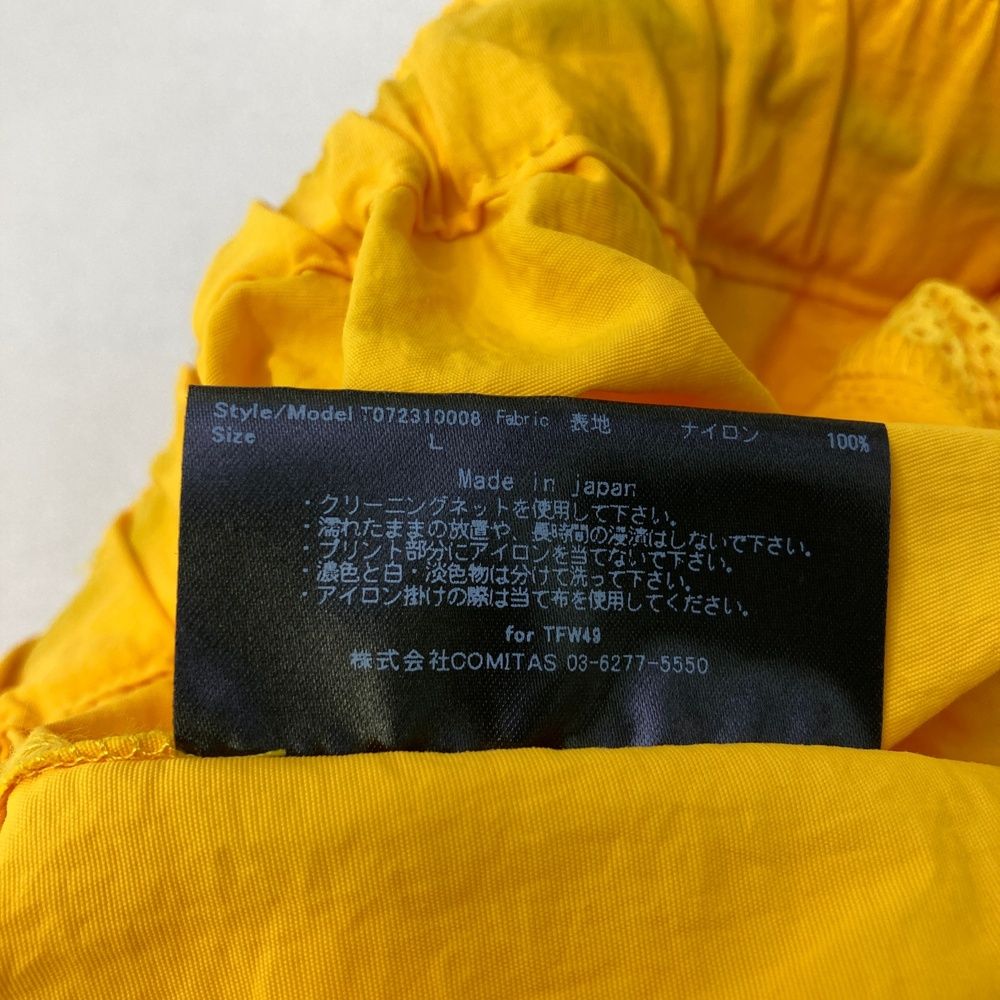 Style/Model T072310008 Fabric 表地 ナイロン 100%
Size L
Made in japan
・クリーニングネットを使用して下さい。
・濡れたままの放置や、長時間の浸漬はしないで下さい。
・プリント部分にアイロンを当てないで下さい。
・濃色と白・淡色物は分けて洗って下さい。
・アイロン掛けの際は当て布を使用してください。
for TFW49
株式会社COMITAS 03-6277-5550